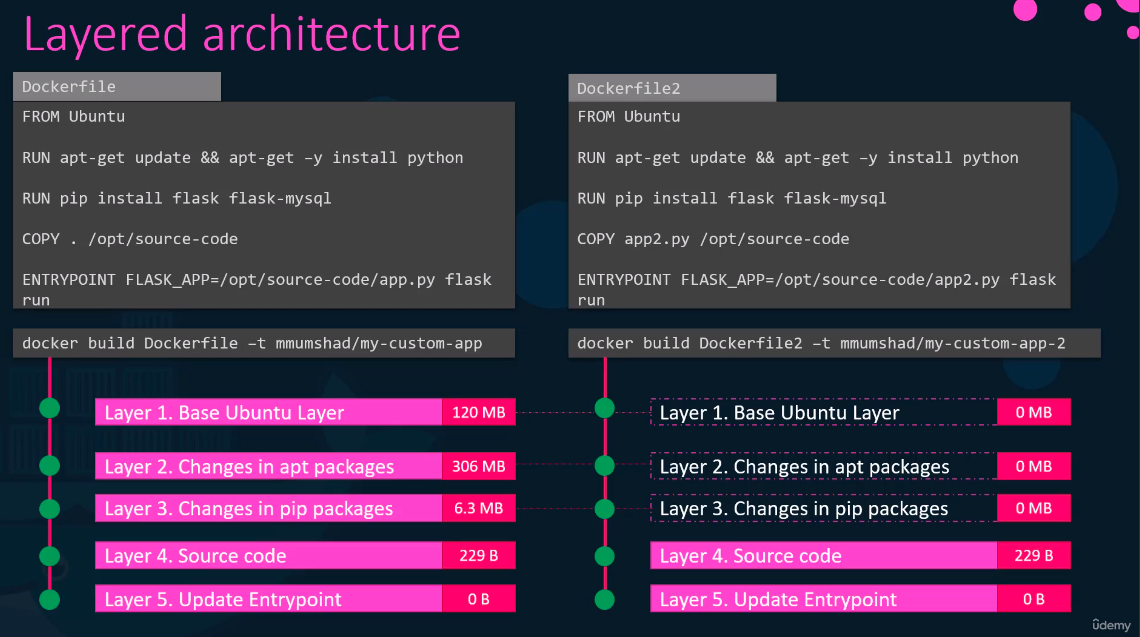 Layered architecture
Dockerfile
FROM Ubuntu
RUN apt-get update && apt-get –y install python
RUN pip install flask flask-mysql
COPY . /opt/source-code
ENTRYPOINT FLASK_APP=/opt/source-code/app.py flask
run
docker build Dockerfile –t mmumshad/my-custom-app
Layer 1. Base Ubuntu Layer 120 MB
Layer 2. Changes in apt packages 306 MB
Layer 3. Changes in pip packages 6.3 MB
Layer 4. Source code 229 B
Layer 5. Update Entrypoint 0 B
Dockerfile2
FROM Ubuntu
RUN apt-get update && apt-get –y install python
RUN pip install flask flask-mysql
COPY app2.py /opt/source-code
ENTRYPOINT FLASK_APP=/opt/source-code/app2.py flask
run
docker build Dockerfile2 –t mmumshad/my-custom-app-2
Layer 1. Base Ubuntu Layer 0 MB
Layer 2. Changes in apt packages 0 MB
Layer 3. Changes in pip packages 0 MB
Layer 4. Source code 229 B
Layer 5. Update Entrypoint 0 B
ûdemy